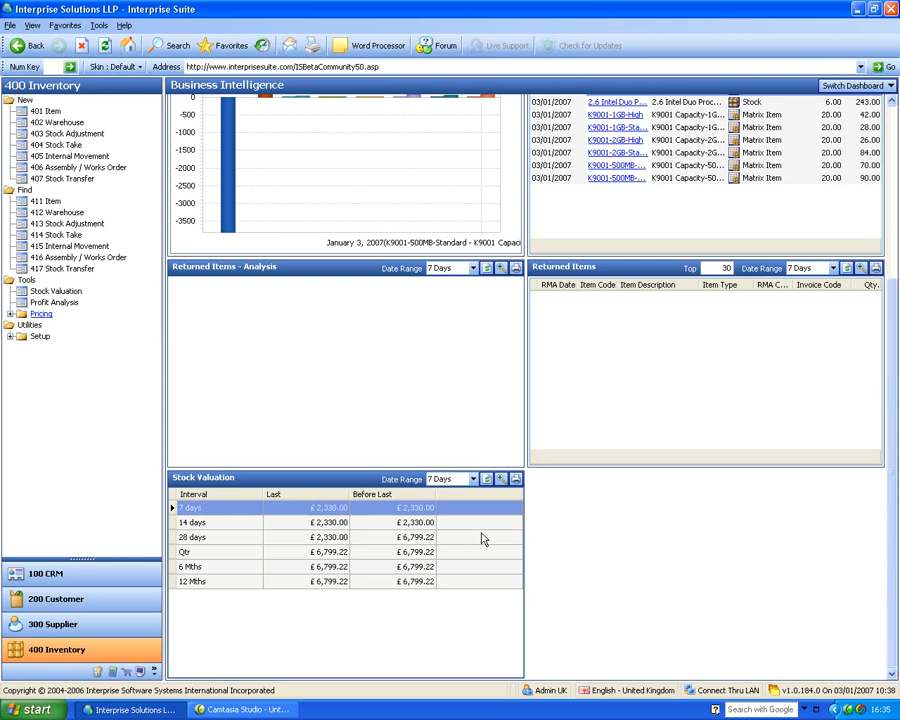 Interprise Solutions LLP - Interprise Suite
File View Favorites Tools Help
Back Search Favorites Word Processor Forum Live Support Check for Updates
Num Key Skin : Default Address http://www.interprisesuite.com/ISBetaCommunity50.asp Go
400 Inventory
New
401 Item
402 Warehouse
403 Stock Adjustment
404 Stock Take
405 Internal Movement
406 Assembly / Works Order
407 Stock Transfer
Find
411 Item
412 Warehouse
413 Stock Adjustment
414 Stock Take
415 Internal Movement
416 Assembly / Works Order
417 Stock Transfer
Tools
Stock Valuation
Profit Analysis
Pricing
Utilities
Setup
100 CRM
200 Customer
300 Supplier
400 Inventory
Business Intelligence Switch Dashboard
0
-500
-1000
-1500
-2000
-2500
-3000
-3500
January 3, 2007(K9001-500MB-Standard - K9001 Capaci
03/01/2007 2.6 Intel Duo P... 2.6 Intel Duo Proc... Stock 6.00 243.00
03/01/2007 K9001-1GB-High K9001 Capacity-1G... Matrix Item 20.00 42.00
03/01/2007 K9001-1GB-Sta... K9001 Capacity-1G... Matrix Item 20.00 28.00
03/01/2007 K9001-2GB-High K9001 Capacity-2G... Matrix Item 20.00 26.00
03/01/2007 K9001-2GB-Sta... K9001 Capacity-2G... Matrix Item 20.00 84.00
03/01/2007 K9001-500MB-... K9001 Capacity-50... Matrix Item 20.00 70.00
03/01/2007 K9001-500MB-... K9001 Capacity-50... Matrix Item 20.00 90.00
Returned Items - Analysis Date Range 7 Days
Returned Items Top 30 Date Range 7 Days
RMA Date Item Code Item Description Item Type RMA C... Invoice Code Qty.
Stock Valuation Date Range 7 Days
Interval Last Before Last
7 days £ 2,330.00 £ 2,330.00
14 days £ 2,330.00 £ 2,330.00
28 days £ 2,330.00 £ 6,799.22
Qtr £ 6,799.22 £ 6,799.22
6 Mths £ 6,799.22 £ 6,799.22
12 Mths £ 6,799.22 £ 6,799.22
Copyright © 2004-2006 Interprise Software Systems International Incorporated Admin UK English - United Kingdom Connect Thru LAN v1.0.184.0 On 03/01/2007 10:38
start Interprise Solutions L... Camtasia Studio - Unt... Search with Google 16:35